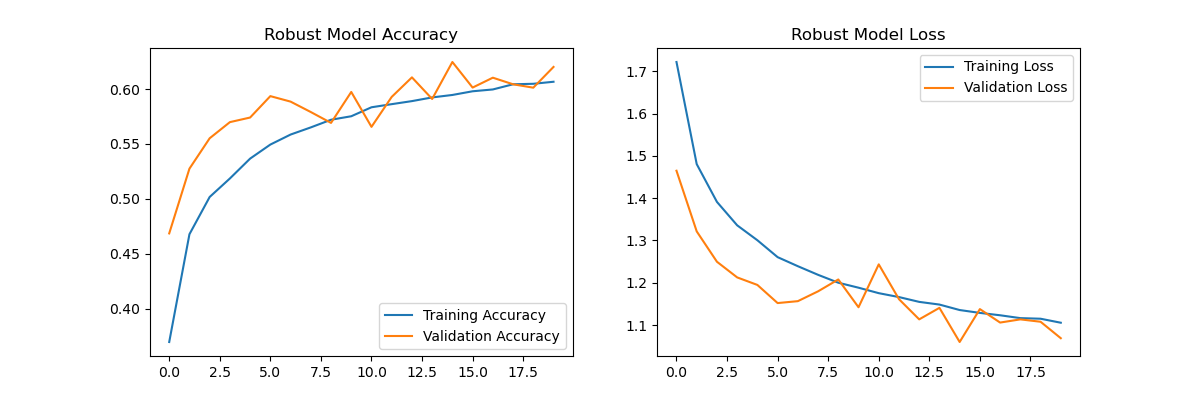 Robust Model Accuracy
0.60
0.55
0.50
0.45
0.40
0.0 2.5 5.0 7.5 10.0 12.5 15.0 17.5
Training Accuracy
Validation Accuracy
Robust Model Loss
1.7
1.6
1.5
1.4
1.3
1.2
1.1
0.0 2.5 5.0 7.5 10.0 12.5 15.0 17.5
Training Loss
Validation Loss